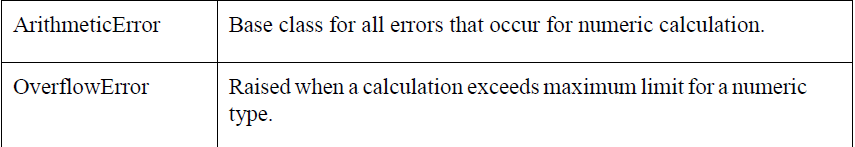 ArithmeticError Base class for all errors that occur for numeric calculation.
OverflowError Raised when a calculation exceeds maximum limit for a numeric
type.